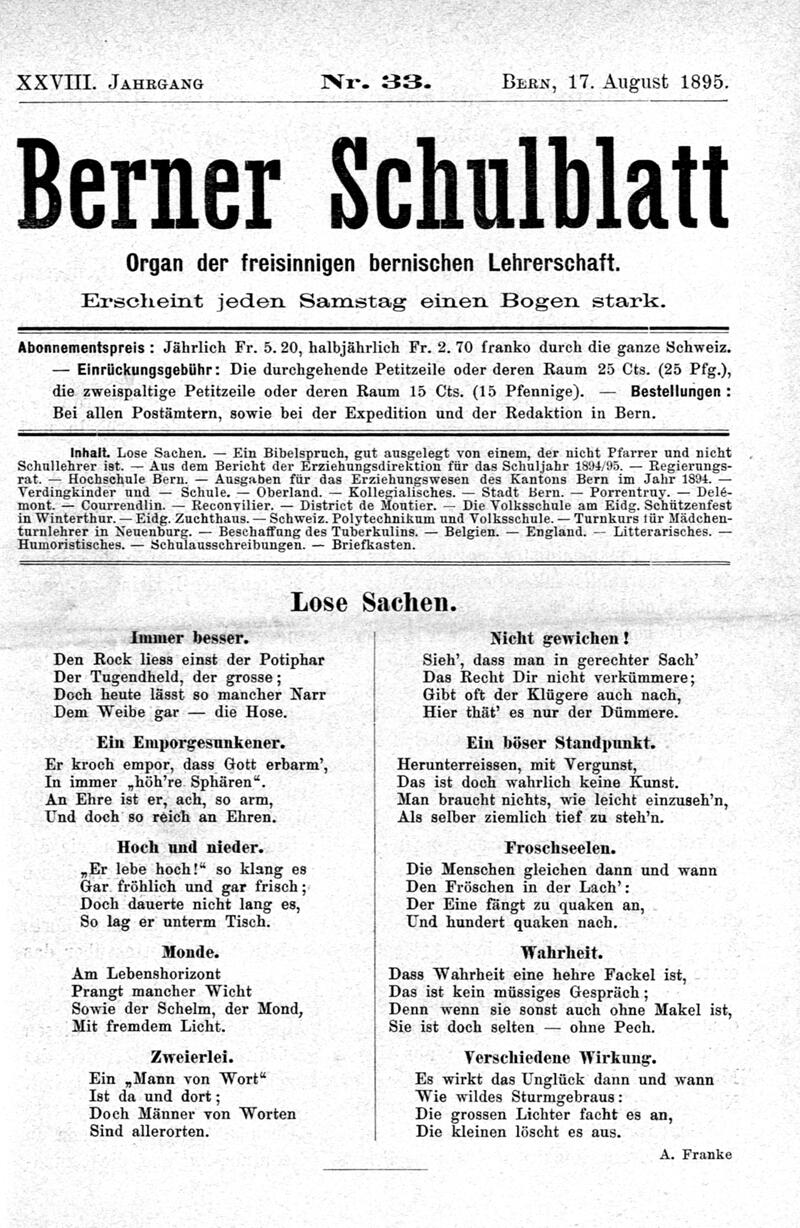 XXVIII. Jahrgang Nr. 33. Bern, 17. August 1895.
Berner Schulblatt
Organ der freisinnigen bernischen Lehrerschaft.
Erscheint jeden Samstag einen Bogen stark.
Abonnementspreis: Jährlich Fr. 5. 20, halbjährlich Fr. 2. 70 franko durch die ganze Schweiz.
— Einrückungsgebühr: Die durchgehende Petitzeile oder deren Raum 25 Cts. (25 Pfg.),
die zweispaltige Petitzeile oder deren Raum 15 Cts. (15 Pfennige). — Bestellungen:
Bei allen Postämtern, sowie bei der Expedition und der Redaktion in Bern.
Inhalt. Lose Sachen. — Ein Bibelspruch, gut ausgelegt von einem, der nicht Pfarrer und nicht
Schullehrer ist. — Aus dem Bericht der Erziehungsdirektion für das Schuljahr 1894/95. — Regierungs-
rat. — Hochschule Bern. — Ausgaben für das Erziehungswesen des Kantons Bern im Jahr 1894. —
Verdingkinder und — Schule. — Oberland. — Kollegialisches. — Stadt Bern. — Porrentruy. — Delé-
mont. — Courrendlin. — Reconvilier. — District de Moutier. — Die Volksschule am Eidg. Schützenfest
in Winterthur. — Eidg. Zuchthaus. — Schweiz. Polytechnikum und Volksschule. — Turnkurs für Mädchen-
turnlehrer in Neuenburg. — Beschaffung des Tuberkulins. — Belgien. — England. — Litterarisches. —
Humoristisches. — Schulausschreibungen. — Briefkasten.
Lose Sachen.
Immer besser.
Den Rock liess einst der Potiphar
Der Tugendheld, der grosse;
Doch heute lässt so mancher Narr
Dem Weibe gar — die Hose.
Ein Emporgesunkener.
Er kroch empor, dass Gott erbarm',
In immer „höh're Sphären“.
An Ehre ist er, ach, so arm,
Und doch so reich an Ehren.
Hoch und nieder.
„Er lebe hoch!“ so klang es
Gar fröhlich und gar frisch;
Doch dauerte nicht lang es,
So lag er unterm Tisch.
Monde.
Am Lebenshorizont
Prangt mancher Wicht
Sowie der Schelm, der Mond,
Mit fremdem Licht.
Zweierlei.
Ein „Mann von Wort“
Ist da und dort;
Doch Männer von Worten
Sind allerorten.
Nicht gewichen!
Sieh', dass man in gerechter Sach'
Das Recht Dir nicht verkümmere;
Gibt oft der Klügere auch nach,
Hier thät' es nur der Dümmere.
Ein böser Standpunkt.
Herunterreissen, mit Vergunst,
Das ist doch wahrlich keine Kunst.
Man braucht nichts, wie leicht einzuseh'n,
Als selber ziemlich tief zu steh'n.
Froschseelen.
Die Menschen gleichen dann und wann
Den Fröschen in der Lach':
Der Eine fängt zu quaken an,
Und hundert quaken nach.
Wahrheit.
Dass Wahrheit eine hehre Fackel ist,
Das ist kein müssiges Gespräch;
Denn wenn sie sonst auch ohne Makel ist,
Sie ist doch selten — ohne Pech.
Verschiedene Wirkung.
Es wirkt das Unglück dann und wann
Wie wildes Sturmgebraus:
Die grossen Lichter facht es an,
Die kleinen löscht es aus.
A. Franke